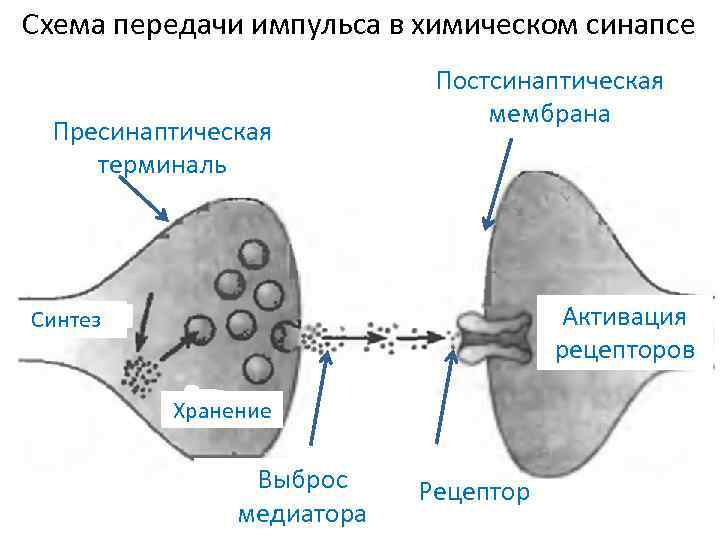 Схема передачи импульса в химическом синапсе
Постсинаптическая
мембрана
Пресинаптическая
терминаль
Синтез
Активация
рецепторов
Хранение
Выброс
медиатора
Рецептор